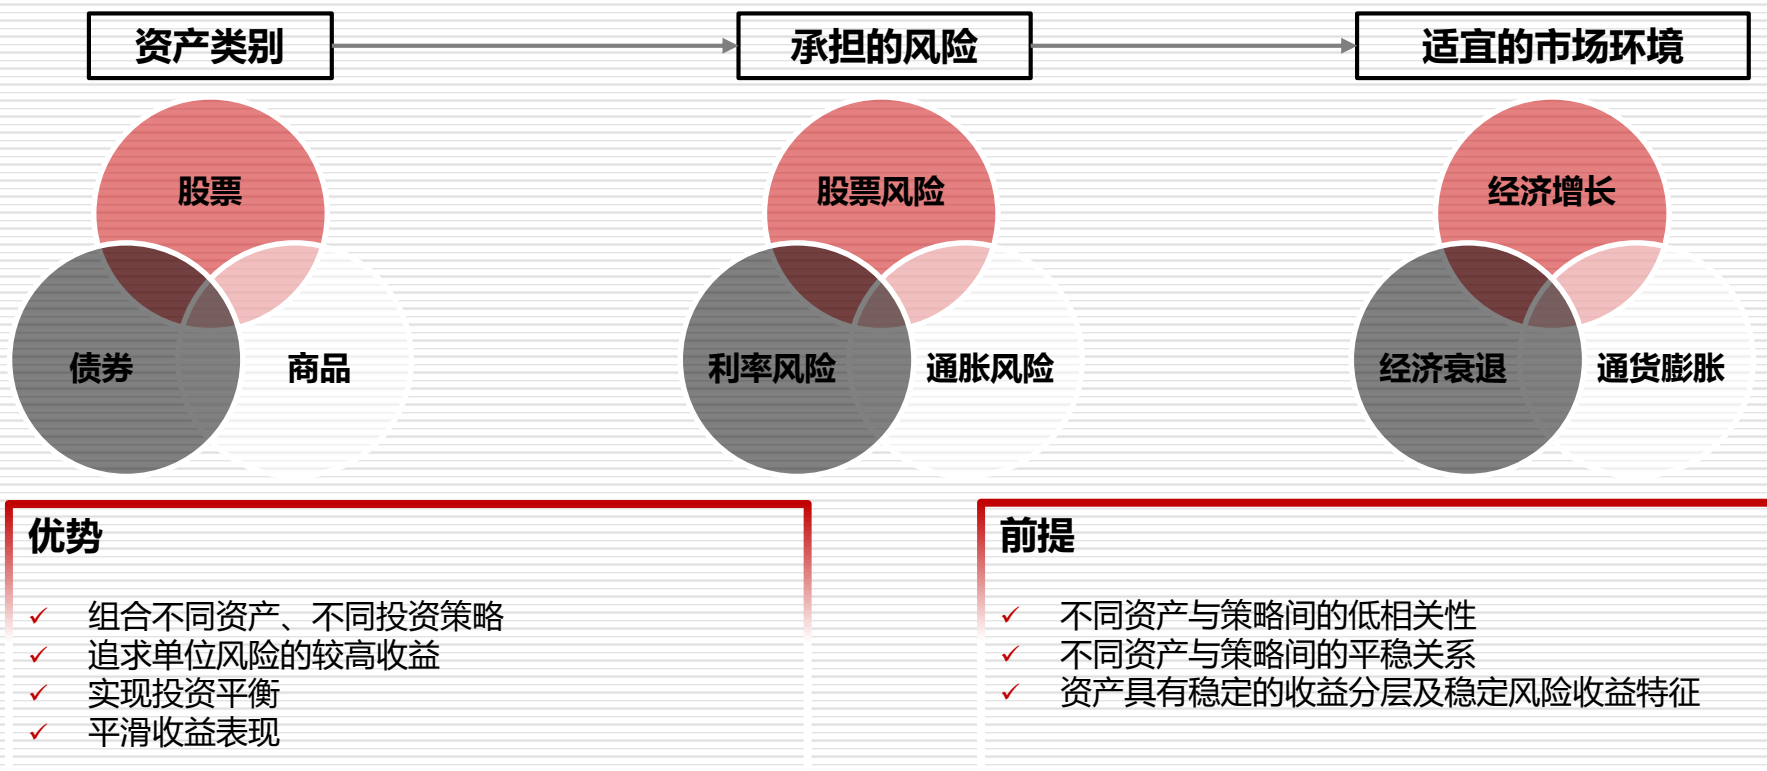 资产类别
承担的风险
适宜的市场环境
股票
债券
商品
股票风险
利率风险
通胀风险
经济增长
经济衰退
通货膨胀
优势
组合不同资产、不同投资策略
追求单位风险的较高收益
实现投资平衡
平滑收益表现
前提
不同资产与策略间的低相关性
不同资产与策略间的平稳关系
资产具有稳定的收益分层及稳定风险收益特征